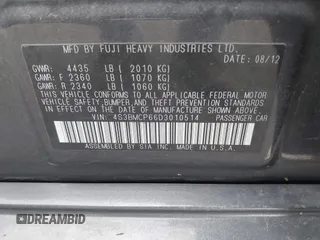 MFD BY FUJI HEAVY INDUSTRIES LTD.
DATE: 08/12
GVWR: 4435 LB [ 2010 KG]
GAWR: F 2360 LB [ 1070 KG]
GAWR: R 2340 LB [ 1060 KG]
THIS VEHICLE CONFORMS TO ALL APPLICABLE FEDERAL MOTOR
VEHICLE SAFETY, BUMPER, AND THEFT PREVENTION STANDARDS
IN EFFECT ON THE DATE OF MANUFACTURE SHOWN ABOVE.
VIN: 4S3BMCP66D3010514 PASSENGER CAR
ASSEMBLED BY SIA INC. MADE IN U.S.A.
DREAMBID